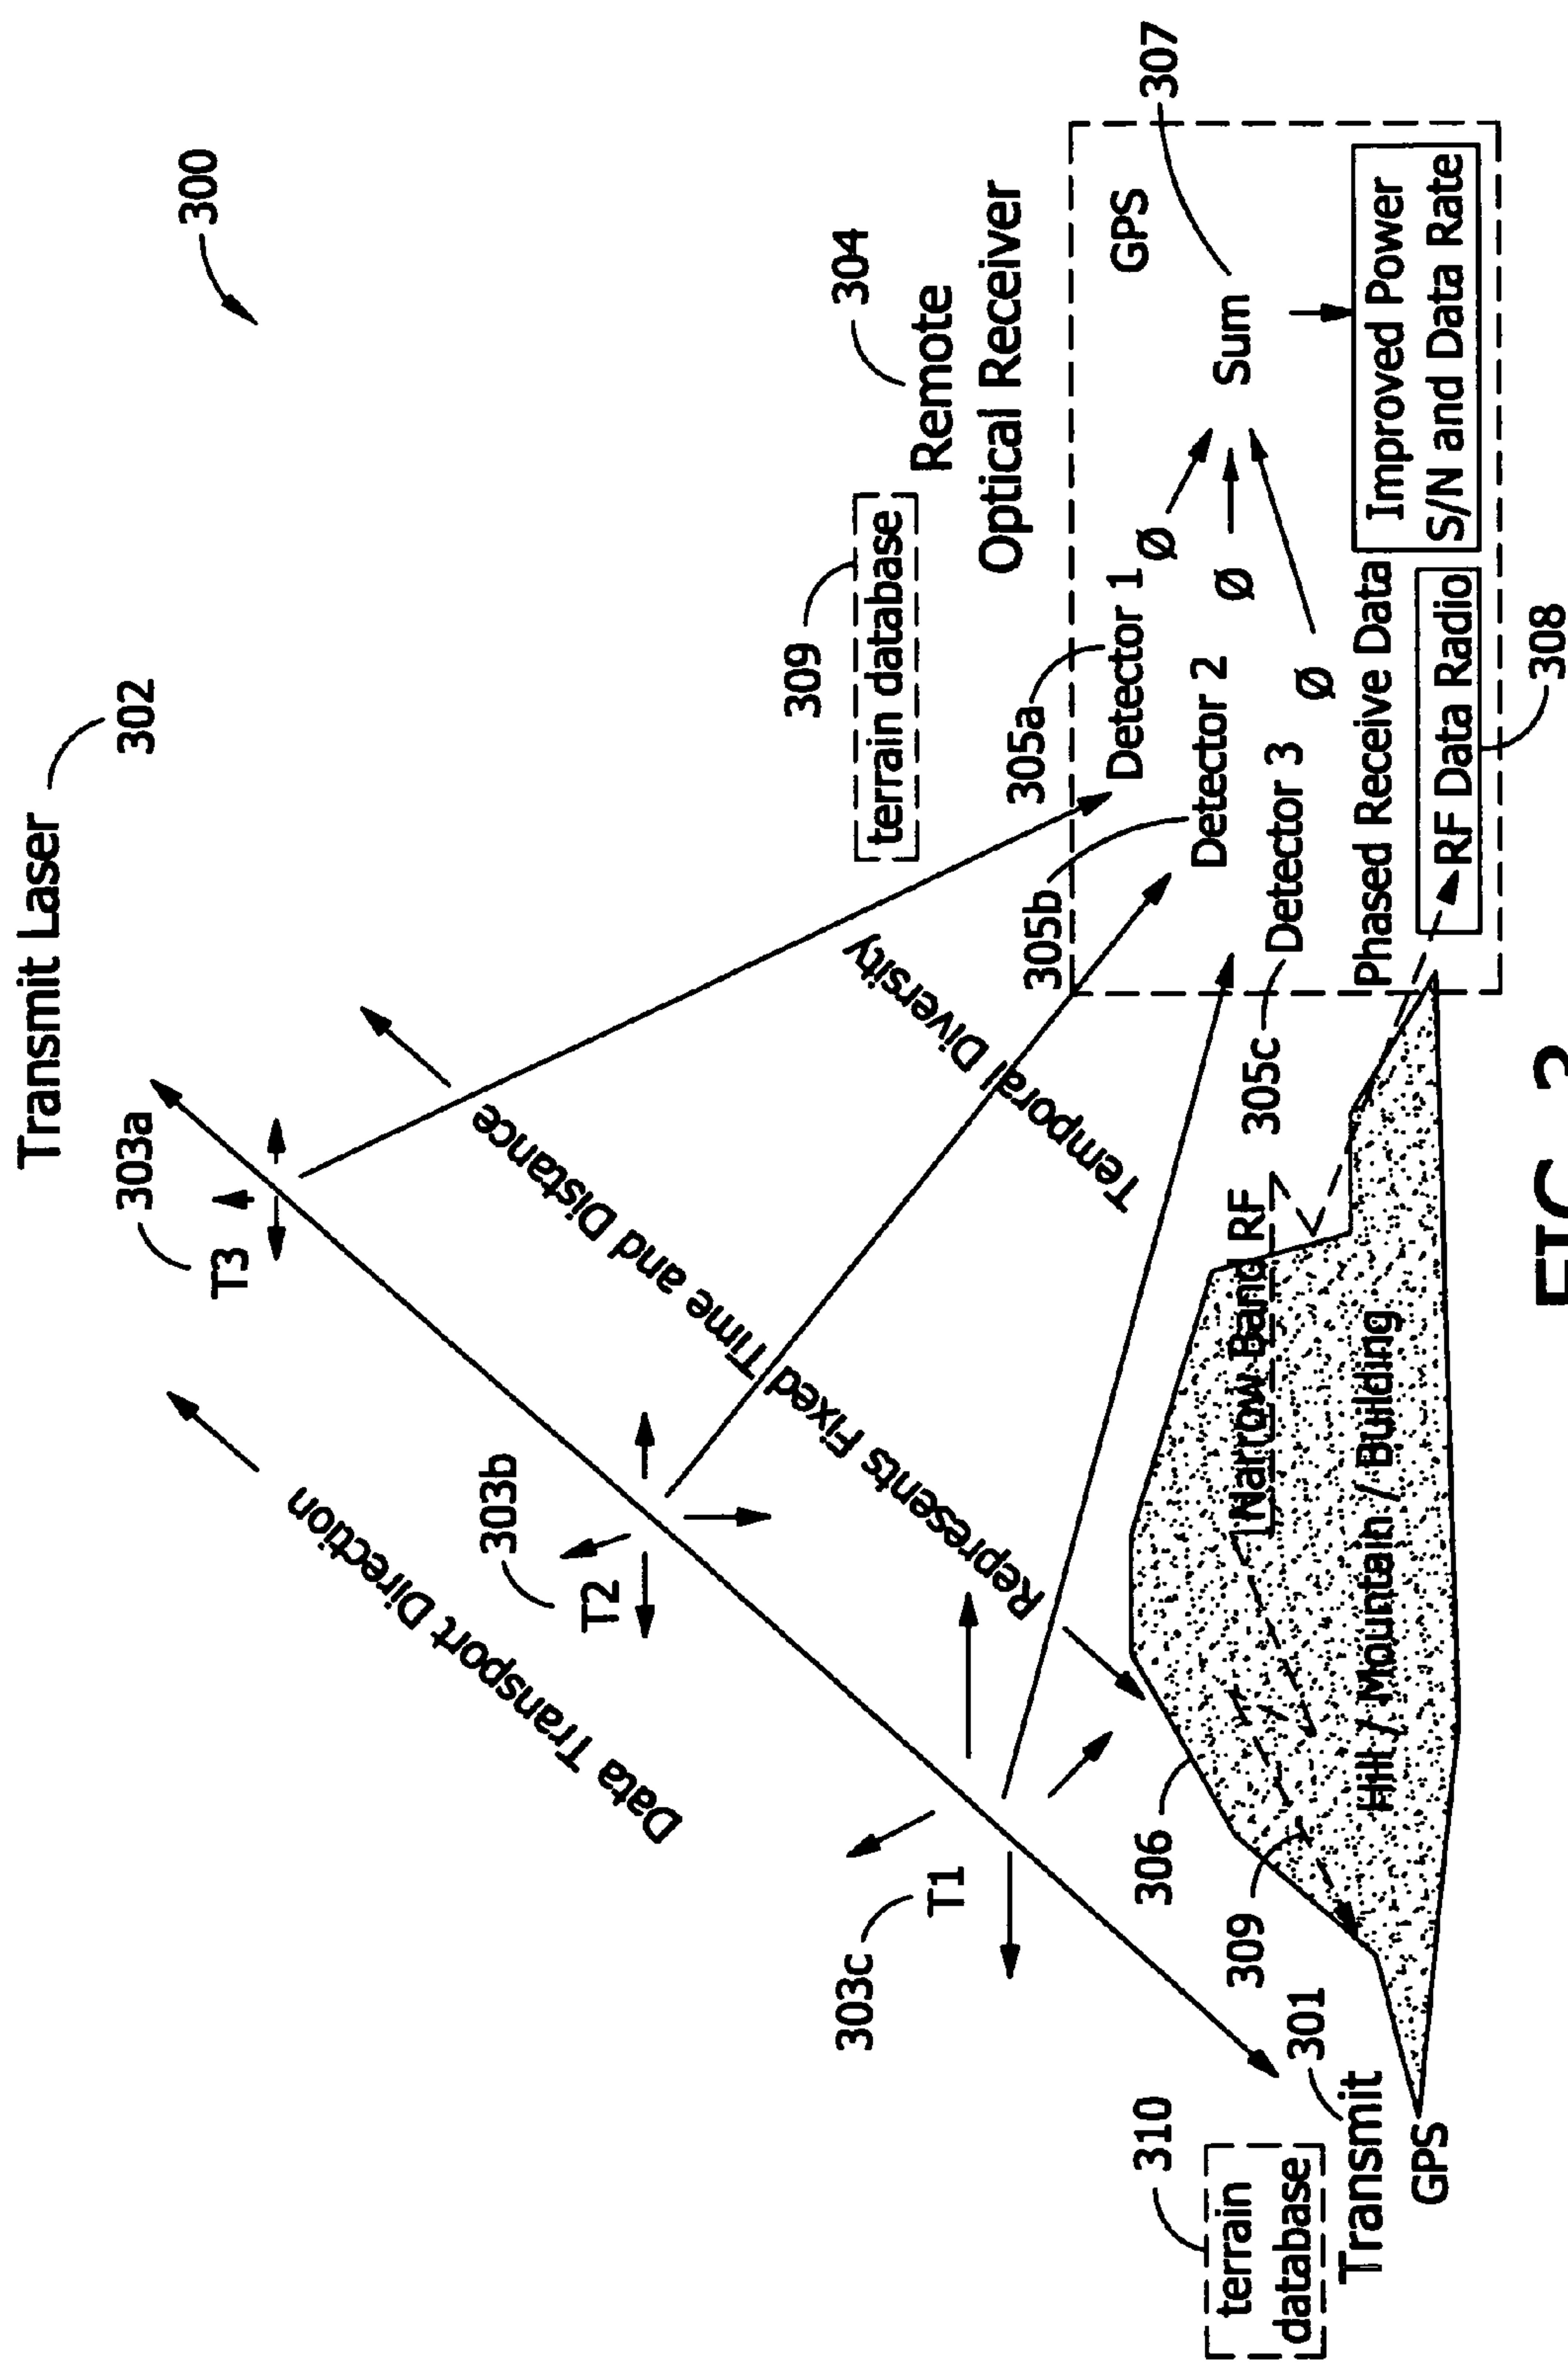 300
Transmit Laser
302
303a
T3
Data Transport Direction
303b
T2
Represents Fixed Time and Distance
Temporal Diversity
303c
T1
309
terrain database
304
Remote
Optical Receiver
305a
305b
305c
Detector 1
Detector 2
Detector 3
Ø
Ø
Ø
GPS
Sum
307
Phased Receive Data
Improved Power
S/N and Data Rate
RF Data Radio
308
306
309
Narrow Band RF
Hill / Mountain / Building
310
terrain
database
301
Transmit
GPS